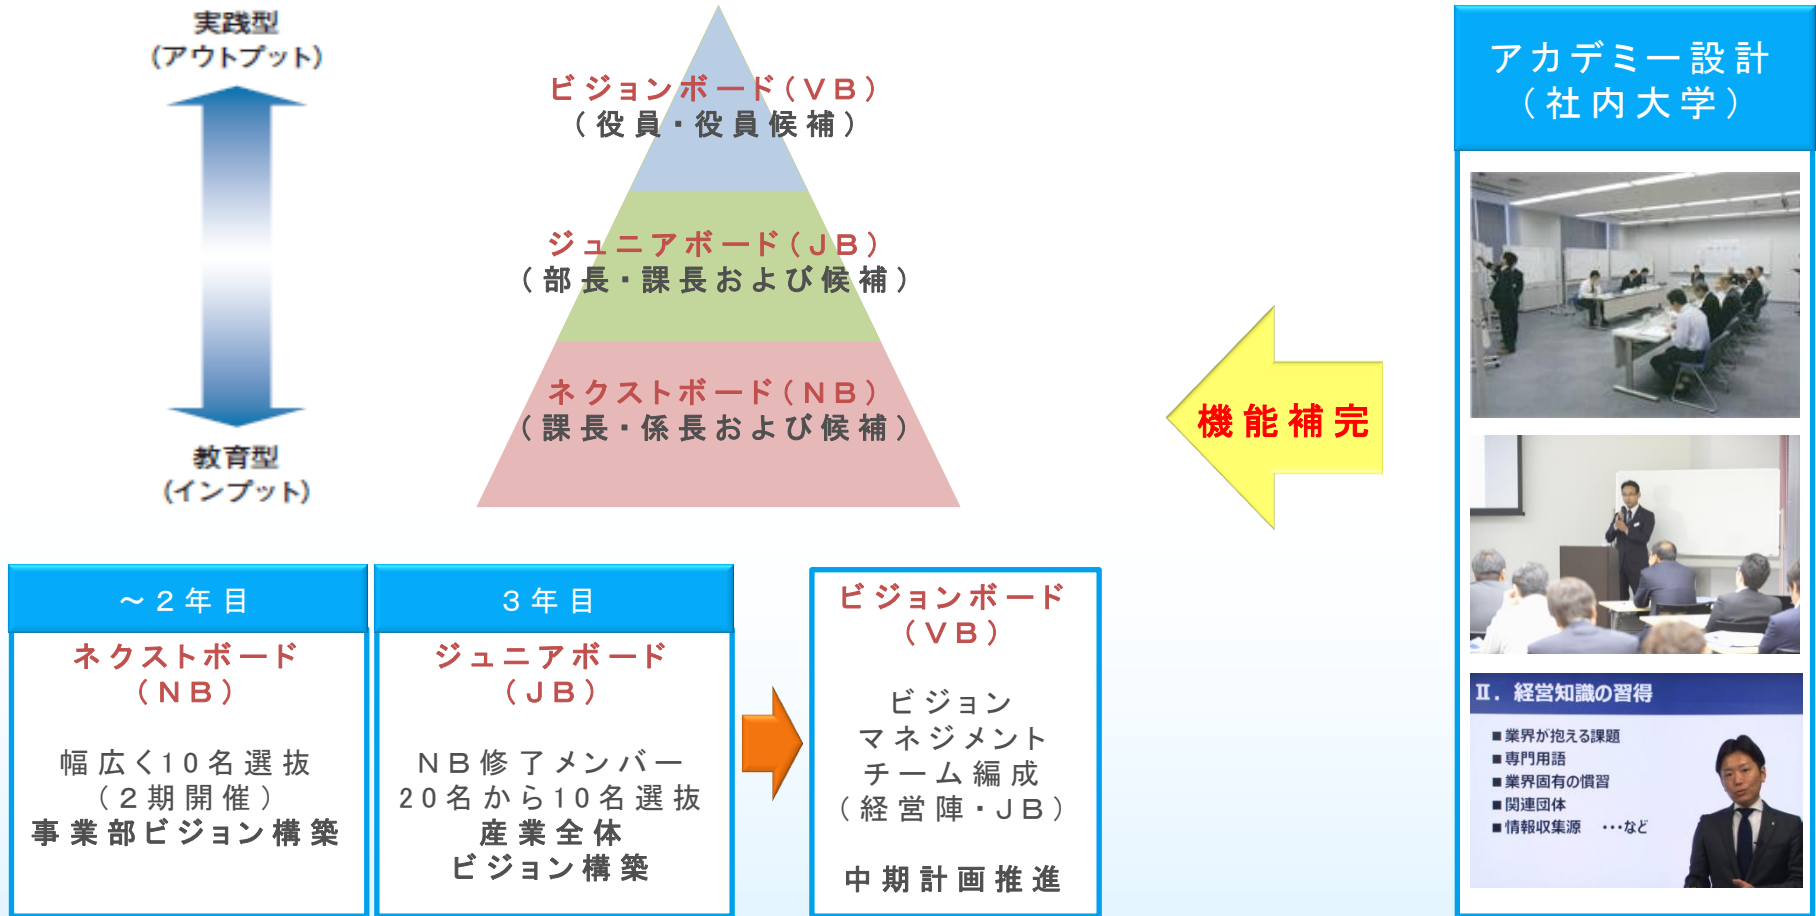 実践型
(アウトプット)
教育型
(インプット)
ビジョンボード(VB)
(役員・役員候補)
ジュニアボード(JB)
(部長・課長および候補)
ネクストボード(NB)
(課長・係長および候補)
機能補完
アカデミー設計
(社内大学)
Ⅱ．経営知識の習得
■業界が抱える課題
■専門用語
■業界固有の慣習
■関連団体
■情報収集源 ・・・など
～2年目
ネクストボード
(NB)
幅広く10名選抜
(2期開催)
事業部ビジョン構築
3年目
ジュニアボード
(JB)
NB修了メンバー
20名から10名選抜
産業全体
ビジョン構築
ビジョンボード
(VB)
ビジョン
マネジメント
チーム編成
(経営陣・JB)
中期計画推進